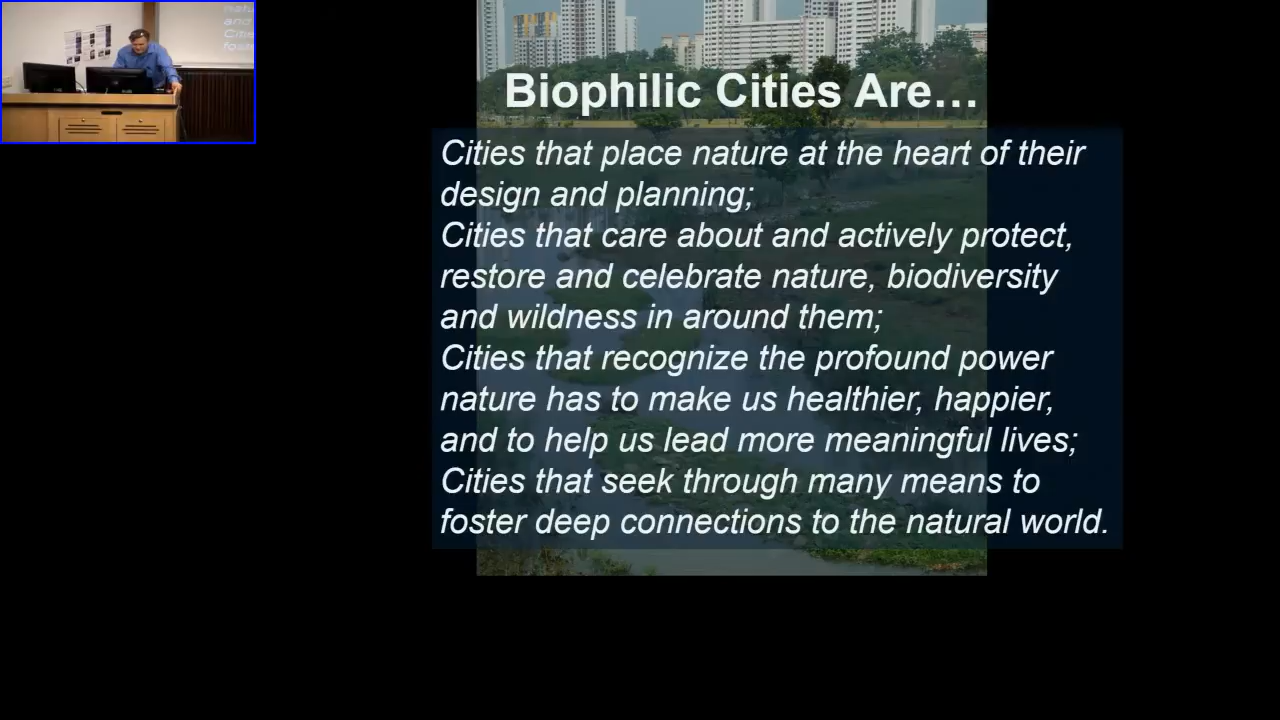 Biophilic Cities Are…
Cities that place nature at the heart of their
design and planning;
Cities that care about and actively protect,
restore and celebrate nature, biodiversity
and wildness in around them;
Cities that recognize the profound power
nature has to make us healthier, happier,
and to help us lead more meaningful lives;
Cities that seek through many means to
foster deep connections to the natural world.